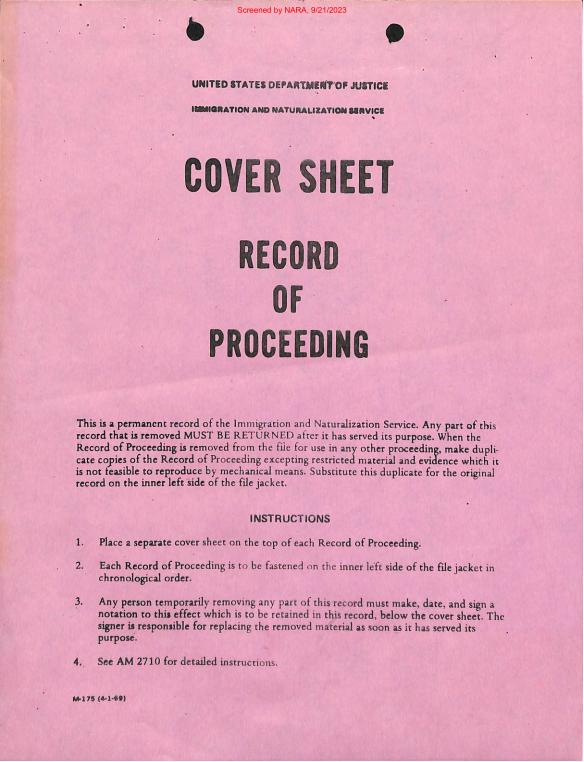 Screened by NARA, 9/21/2023
UNITED STATES DEPARTMENT OF JUSTICE
IMMIGRATION AND NATURALIZATION SERVICE
COVER SHEET
RECORD
OF
PROCEEDING
This is a permanent record of the Immigration and Naturalization Service. Any part of this
record that is removed MUST BE RETURNED after it has served its purpose. When the
Record of Proceeding is removed from the file for use in any other proceeding, make dupli-
cate copies of the Record of Proceeding excepting restricted material and evidence which it
is not feasible to reproduce by mechanical means. Substitute this duplicate for the original
record on the inner left side of the file jacket.
INSTRUCTIONS
1. Place a separate cover sheet on the top of each Record of Proceeding.
2. Each Record of Proceeding is to be fastened on the inner left side of the file jacket in
chronological order.
3. Any person temporarily removing any part of this record must make, date, and sign a
notation to this effect which is to be retained in this record, below the cover sheet. The
signer is responsible for replacing the removed material as soon as it has served its
purpose.
4. See AM 2710 for detailed instructions.
M-175 (4-1-69)